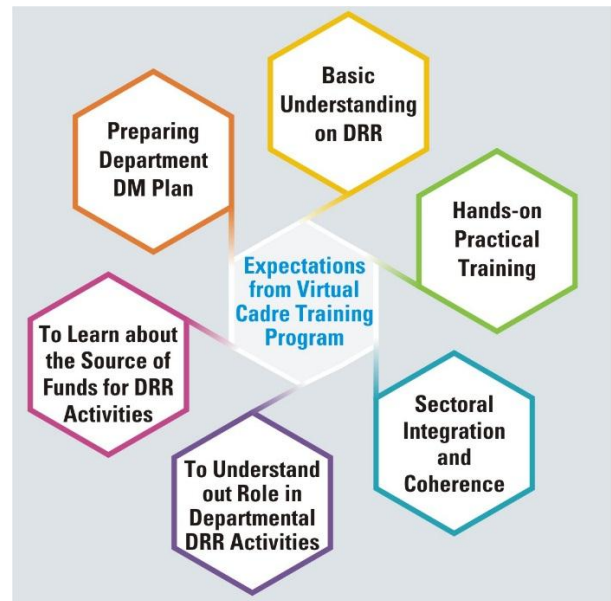 Basic
Understanding
on DRR
Preparing
Department
DM Plan
Hands-on
Practical
Training
Expectations
from Virtual
Cadre Training
Program
To Learn about
the Source of
Funds for DRR
Activities
Sectoral
Integration
and
Coherence
To Understand
out Role in
Departmental
DRR Activities